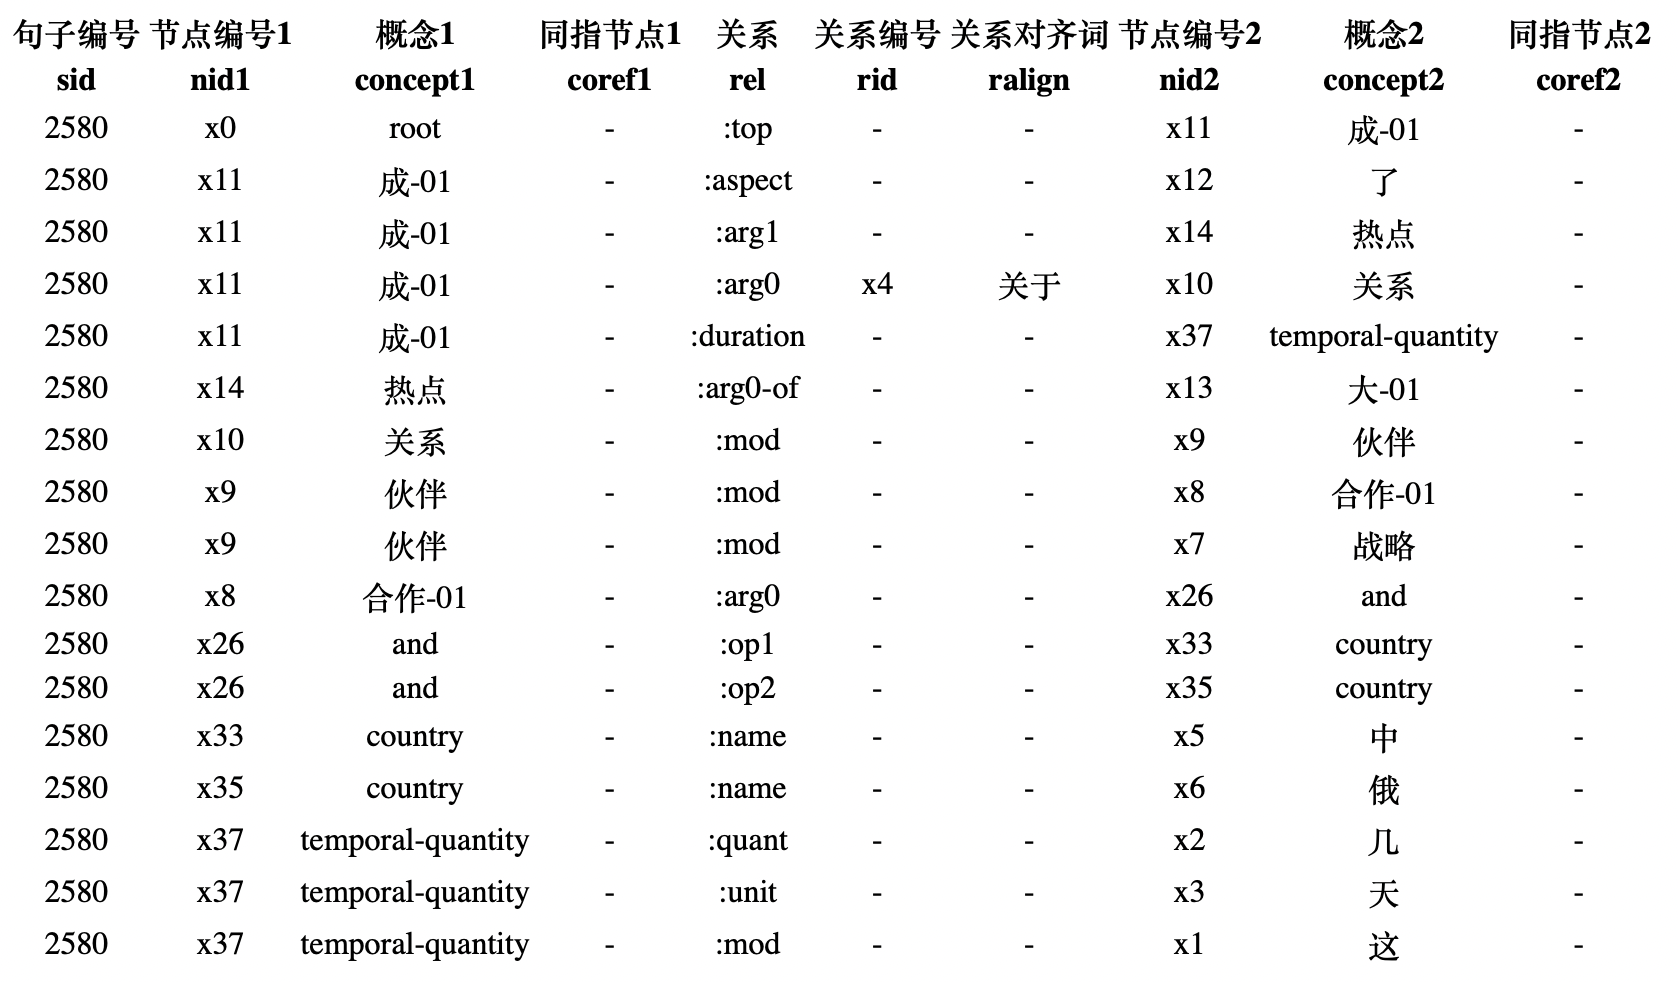 句子编号 节点编号1 概念1 同指节点1 关系 关系编号 关系对齐词 节点编号2 概念2 同指节点2
sid nid1 concept1 coref1 rel rid ralign nid2 concept2 coref2
2580 x0 root - :top - - x11 成-01 -
2580 x11 成-01 - :aspect - - x12 了 -
2580 x11 成-01 - :arg1 - - x14 热点 -
2580 x11 成-01 - :arg0 x4 关于 x10 关系 -
2580 x11 成-01 - :duration - - x37 temporal-quantity -
2580 x14 热点 - :arg0-of - - x13 大-01 -
2580 x10 关系 - :mod - - x9 伙伴 -
2580 x9 伙伴 - :mod - - x8 合作-01 -
2580 x9 伙伴 - :mod - - x7 战略 -
2580 x8 合作-01 - :arg0 - - x26 and -
2580 x26 and - :op1 - - x33 country -
2580 x26 and - :op2 - - x35 country -
2580 x33 country - :name - - x5 中 -
2580 x35 country - :name - - x6 俄 -
2580 x37 temporal-quantity - :quant - - x2 几 -
2580 x37 temporal-quantity - :unit - - x3 天 -
2580 x37 temporal-quantity - :mod - - x1 这 -